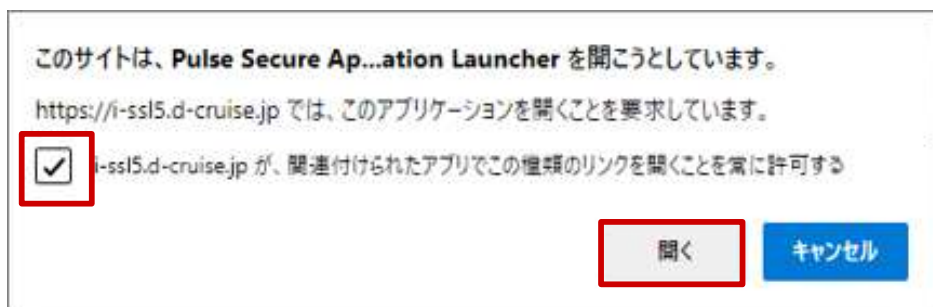 このサイトは、Pulse Secure Ap...ation Launcher を開こうとしています。
https://i-ssl5.d-cruise.jp では、このアプリケーションを開くことを要求しています。
i-ssl5.d-cruise.jp が、関連付けられたアプリでこの種類のリンクを開くことを常に許可する
開く キャンセル